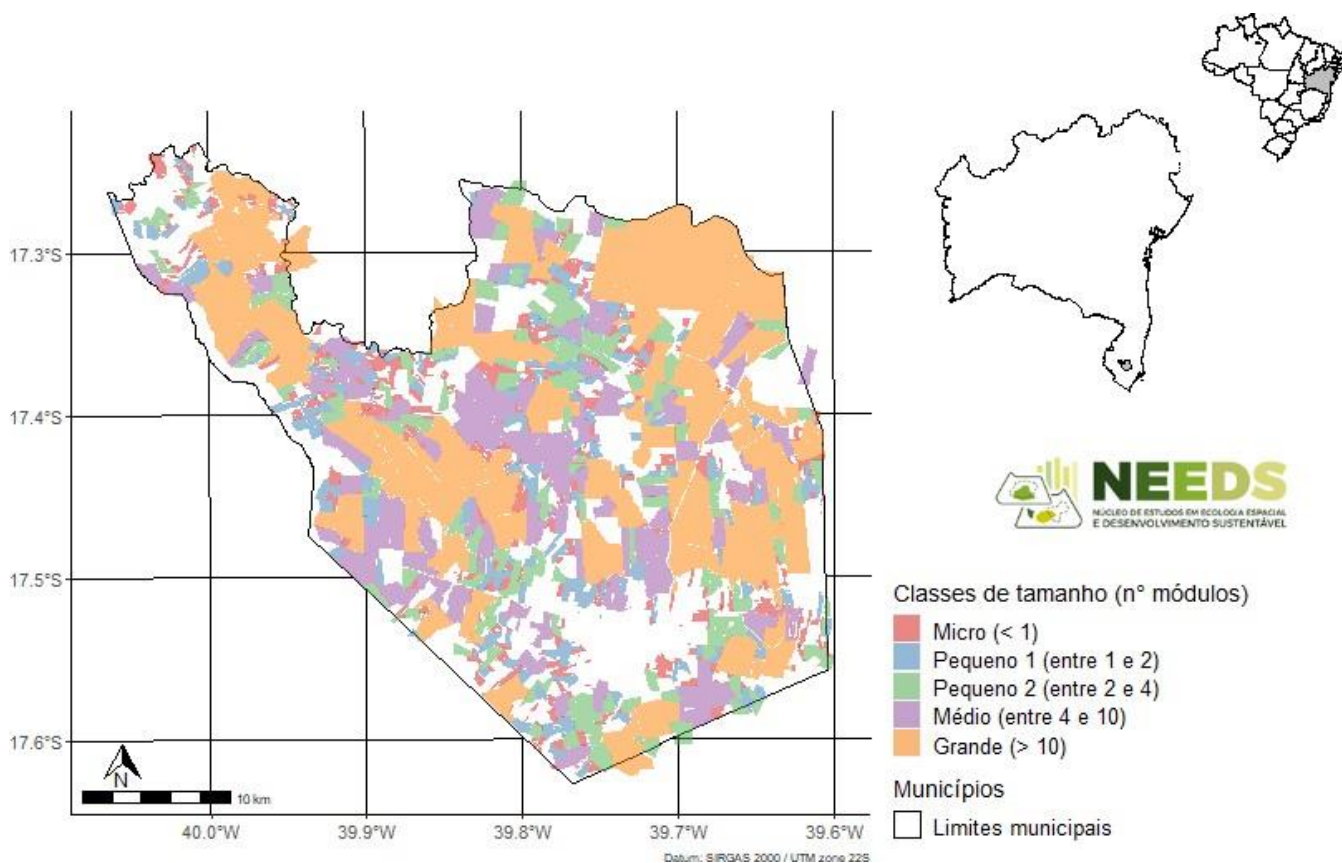 17.3°S
17.4°S
17.5°S
17.6°S
N
10 km
40.0°W
39.9°W
39.8°W
39.7°W
39.6°W
Datum: SIRGAS 2000 / UTM zone 22S
NEEDS
NÚCLEO DE ESTUDOS EM ECOLOGIA ESPACIAL
E DESENVOLVIMENTO SUSTENTÁVEL
Classes de tamanho (n° módulos)
Micro (< 1)
Pequeno 1 (entre 1 e 2)
Pequeno 2 (entre 2 e 4)
Médio (entre 4 e 10)
Grande (> 10)
Municípios
Limites municipais